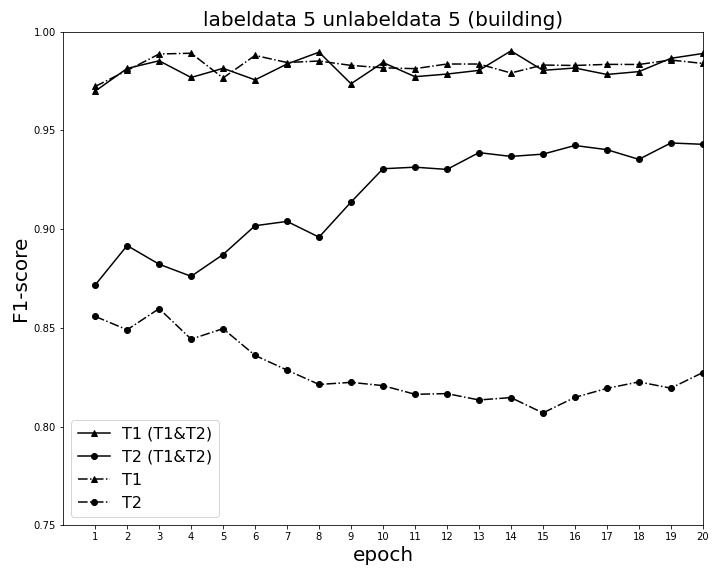 labeldata 5 unlabeldata 5 (building)
1.00
0.95
0.90
0.85
0.80
0.75
F1-score
T1 (T1&T2)
T2 (T1&T2)
T1
T2
1 2 3 4 5 6 7 8 9 10 11 12 13 14 15 16 17 18 19 20
epoch